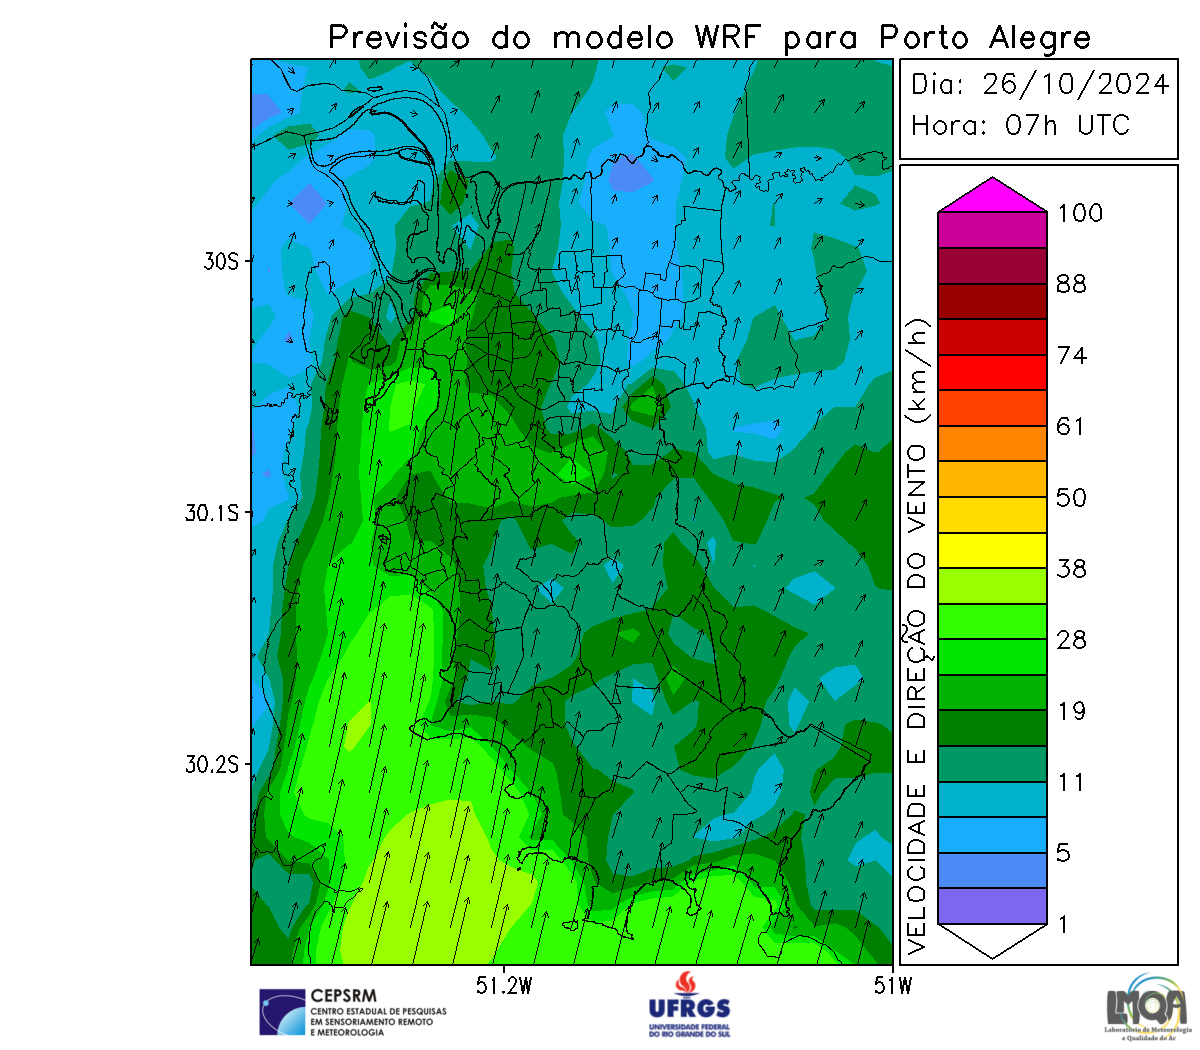 Previsão do modelo WRF para Porto Alegre
Dia: 26/10/2024
Hora: 07h UTC
30S
30.1S
30.2S
51.2W
51W
VELOCIDADE E DIREÇÃO DO VENTO (km/h)
100
88
74
61
50
38
28
19
11
5
1
CEPSRM
CENTRO ESTADUAL DE PESQUISAS
EM SENSORIAMENTO REMOTO
E METEOROLOGIA
UFRGS
UNIVERSIDADE FEDERAL
DO RIO GRANDE DO SUL
LMQA
Laboratório de Meteorologia
e Qualidade do Ar